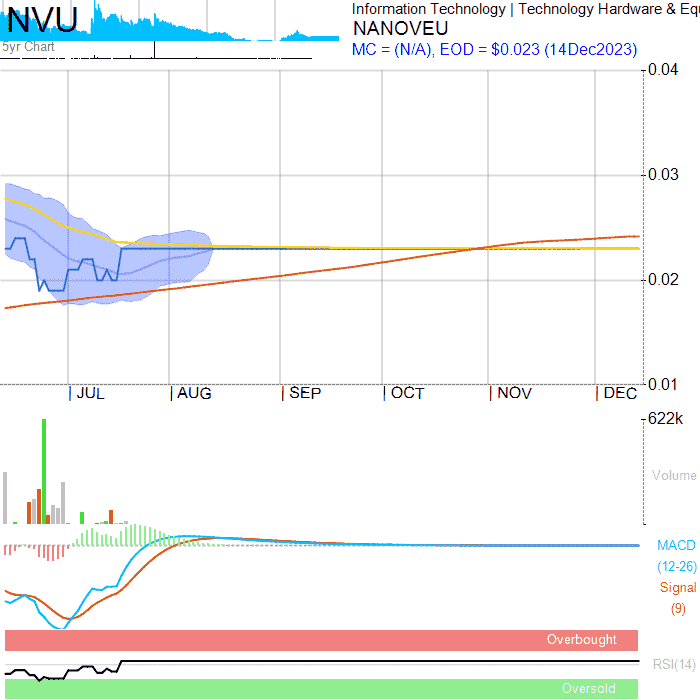 NVU
5yr Chart
Information Technology | Technology Hardware & Equ
NANOVEU
MC = (N/A), EOD = $0.023 (14Dec2023)
0.04
0.03
0.02
0.01
JUL AUG SEP OCT NOV DEC
622k
Volume
MACD
(12-26)
Signal
(9)
Overbought
RSI(14)
Oversold